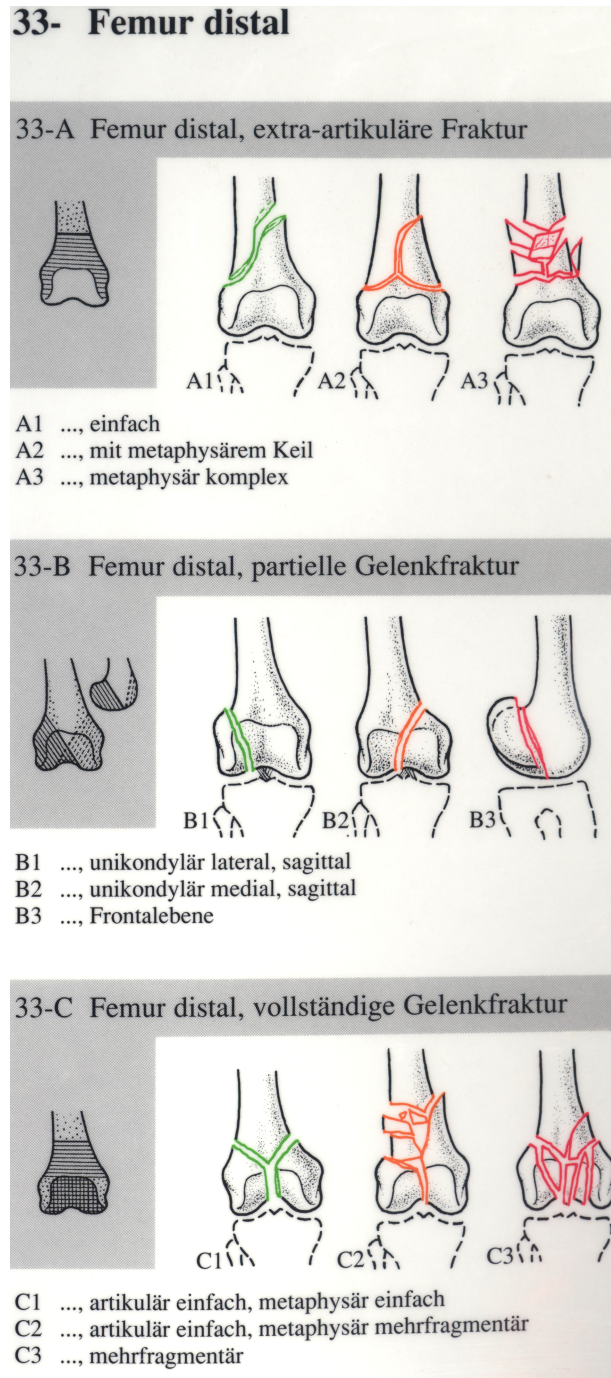 33- Femur distal
33-A Femur distal, extra-artikuläre Fraktur
A1
A2
A3
A1 ..., einfach
A2 ..., mit metaphysärem Keil
A3 ..., metaphysär komplex
33-B Femur distal, partielle Gelenkfraktur
B1
B2
B3
B1 ..., unikondylär lateral, sagittal
B2 ..., unikondylär medial, sagittal
B3 ..., Frontalebene
33-C Femur distal, vollständige Gelenkfraktur
C1
C2
C3
C1 ..., artikulär einfach, metaphysär einfach
C2 ..., artikulär einfach, metaphysär mehrfragmentär
C3 ..., mehrfragmentär